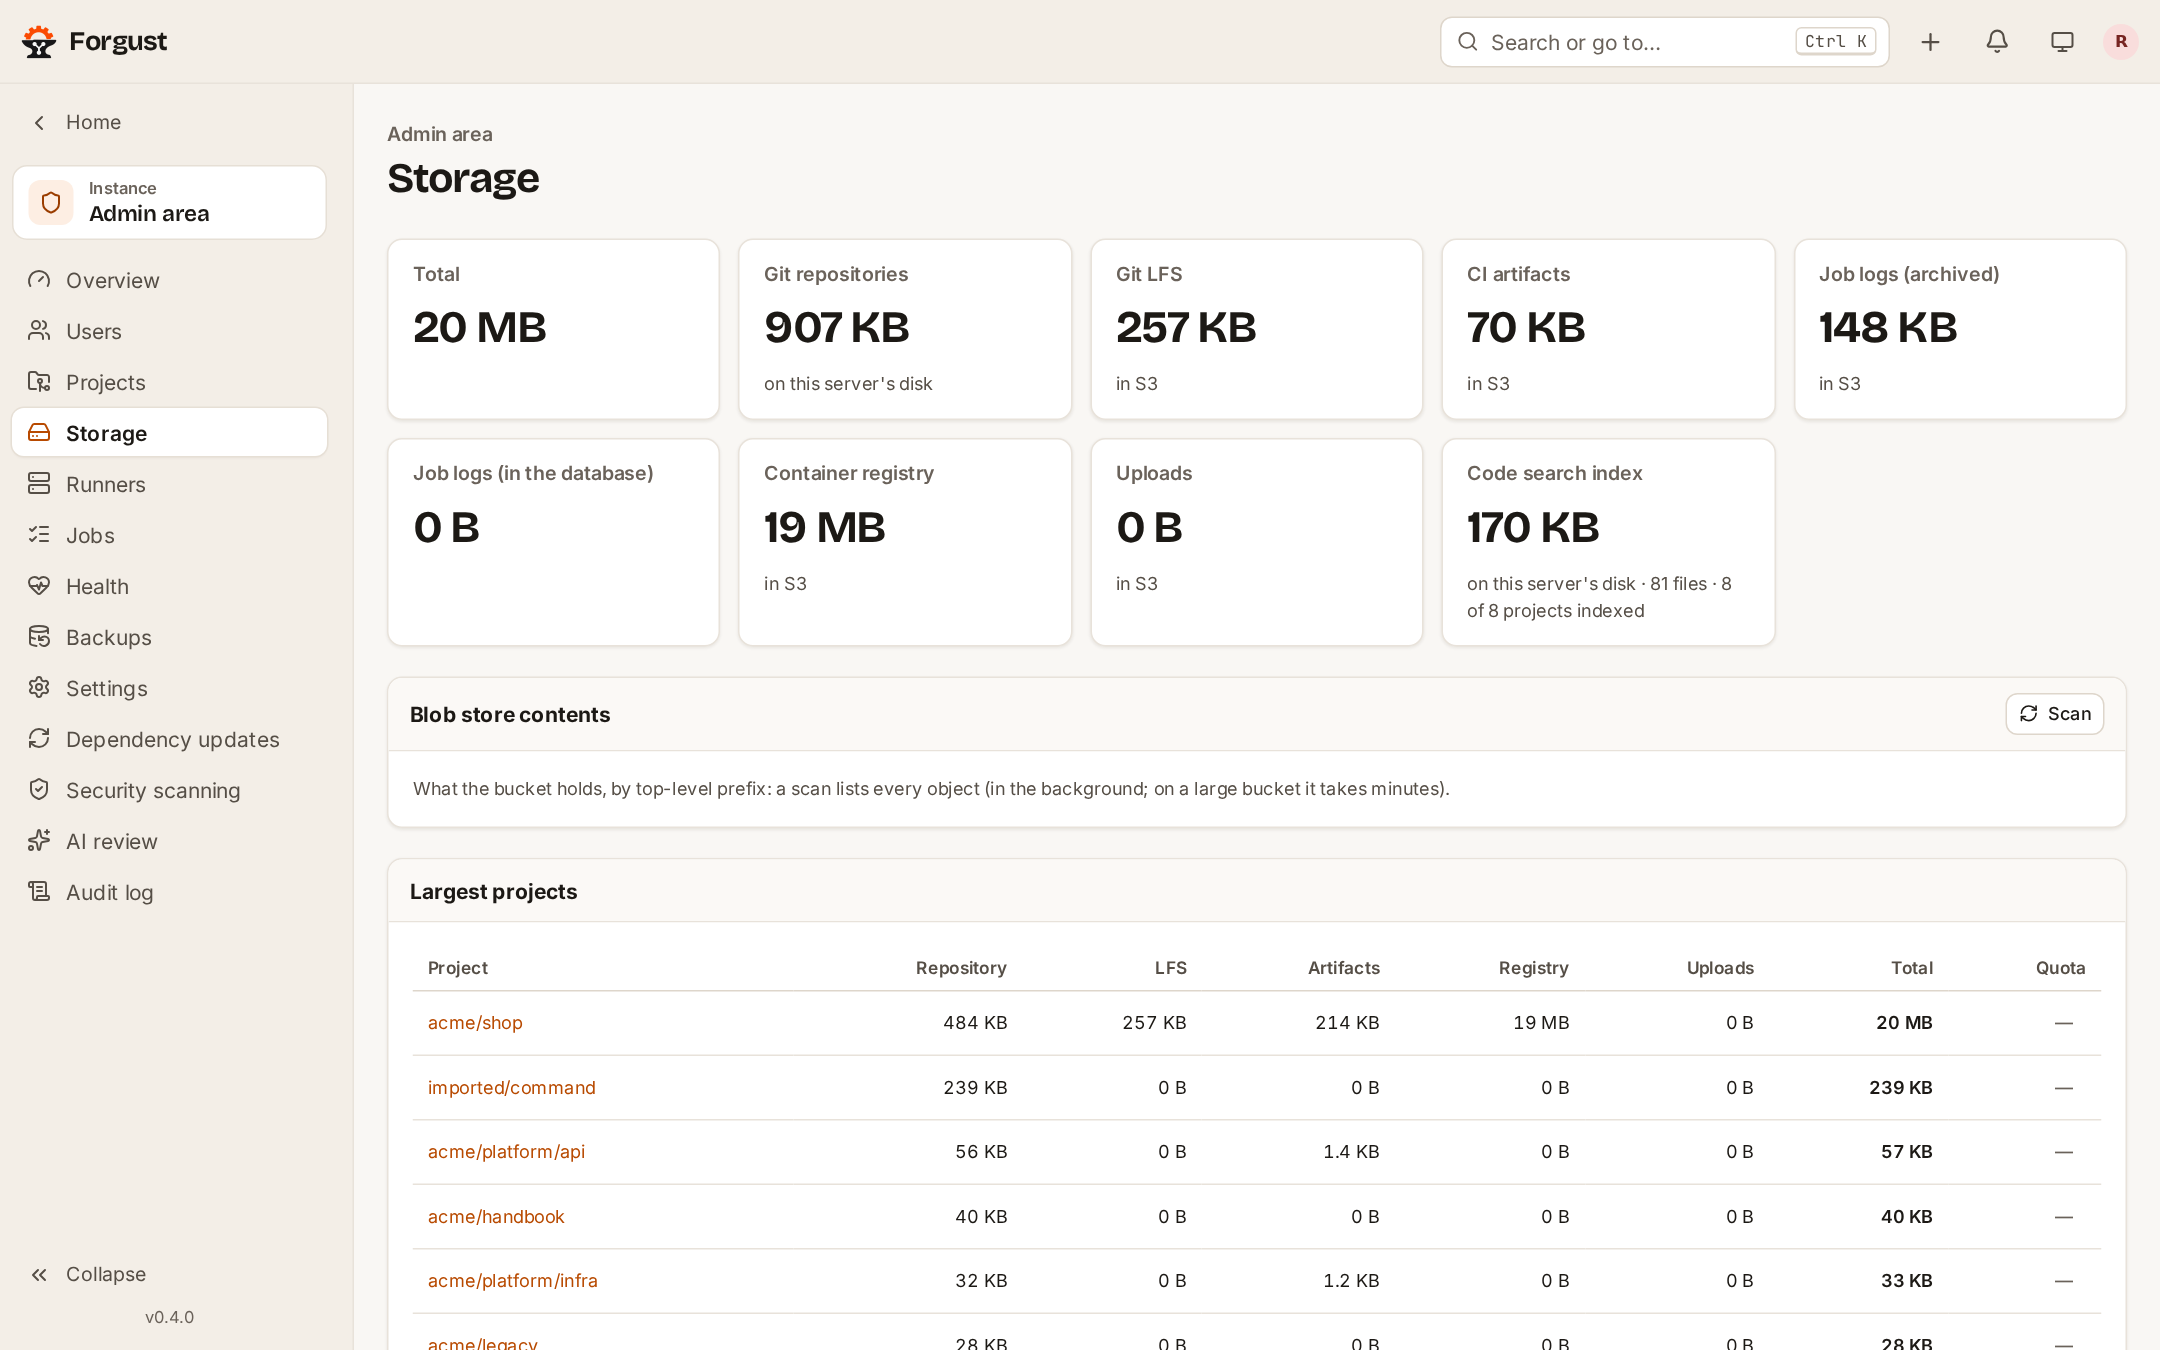 Forgust
Search or go to...
Ctrl K
R
Home
Instance
Admin area
Overview
Users
Projects
Storage
Runners
Jobs
Health
Backups
Settings
Dependency updates
Security scanning
AI review
Audit log
Collapse
v0.4.0
Admin area
Storage
Total
20 MB
Git repositories
907 KB
on this server's disk
Git LFS
257 KB
in S3
CI artifacts
70 KB
in S3
Job logs (archived)
148 KB
in S3
Job logs (in the database)
0 B
Container registry
19 MB
in S3
Uploads
0 B
in S3
Code search index
170 KB
on this server's disk · 81 files · 8
of 8 projects indexed
Blob store contents
Scan
What the bucket holds, by top-level prefix: a scan lists every object (in the background; on a large bucket it takes minutes).
Largest projects
Project Repository LFS Artifacts Registry Uploads Total Quota
acme/shop 484 KB 257 KB 214 KB 19 MB 0 B 20 MB —
imported/command 239 KB 0 B 0 B 0 B 0 B 239 KB —
acme/platform/api 56 KB 0 B 1.4 KB 0 B 0 B 57 KB —
acme/handbook 40 KB 0 B 0 B 0 B 0 B 40 KB —
acme/platform/infra 32 KB 0 B 1.2 KB 0 B 0 B 33 KB —
acme/legacy 28 KB 0 B 0 B 0 B 0 B 28 KB —